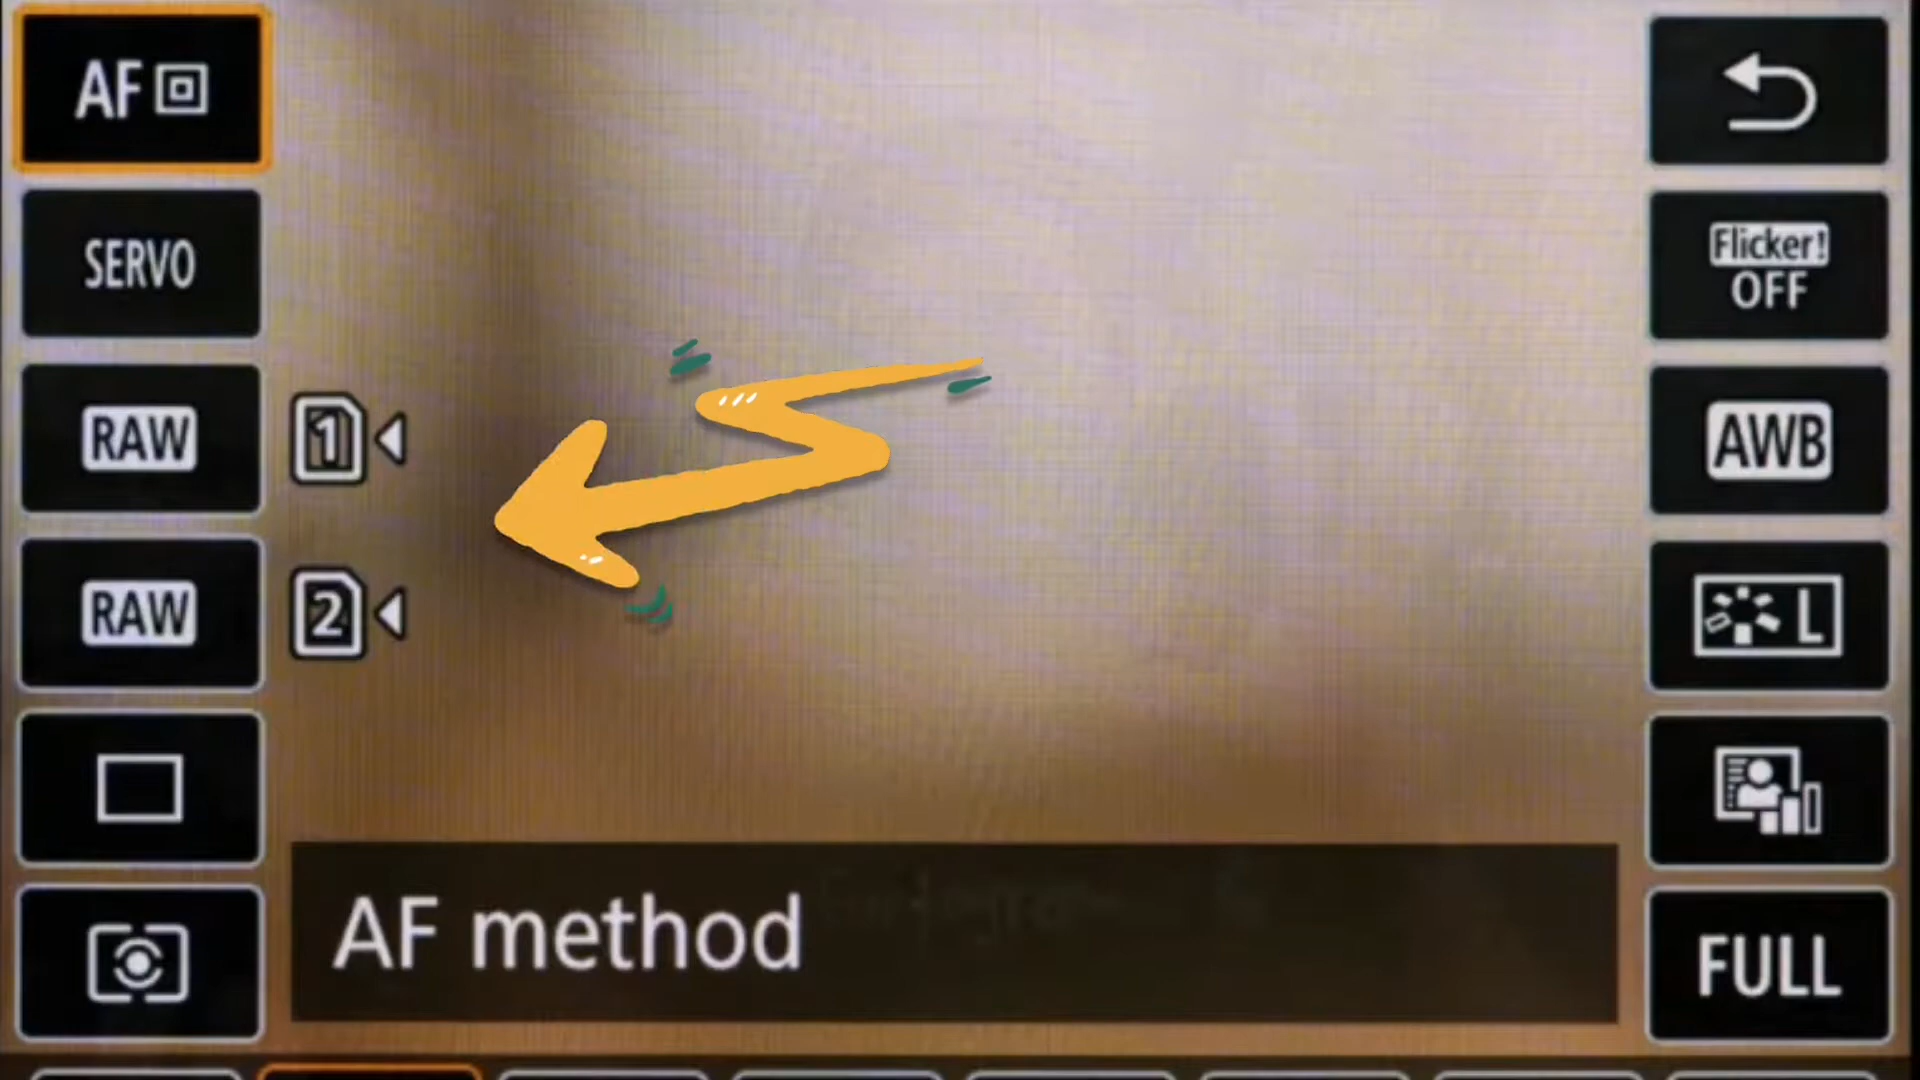 AF
SERVO
RAW 1
RAW 2
Flicker!
OFF
AWB
L
FULL
AF method